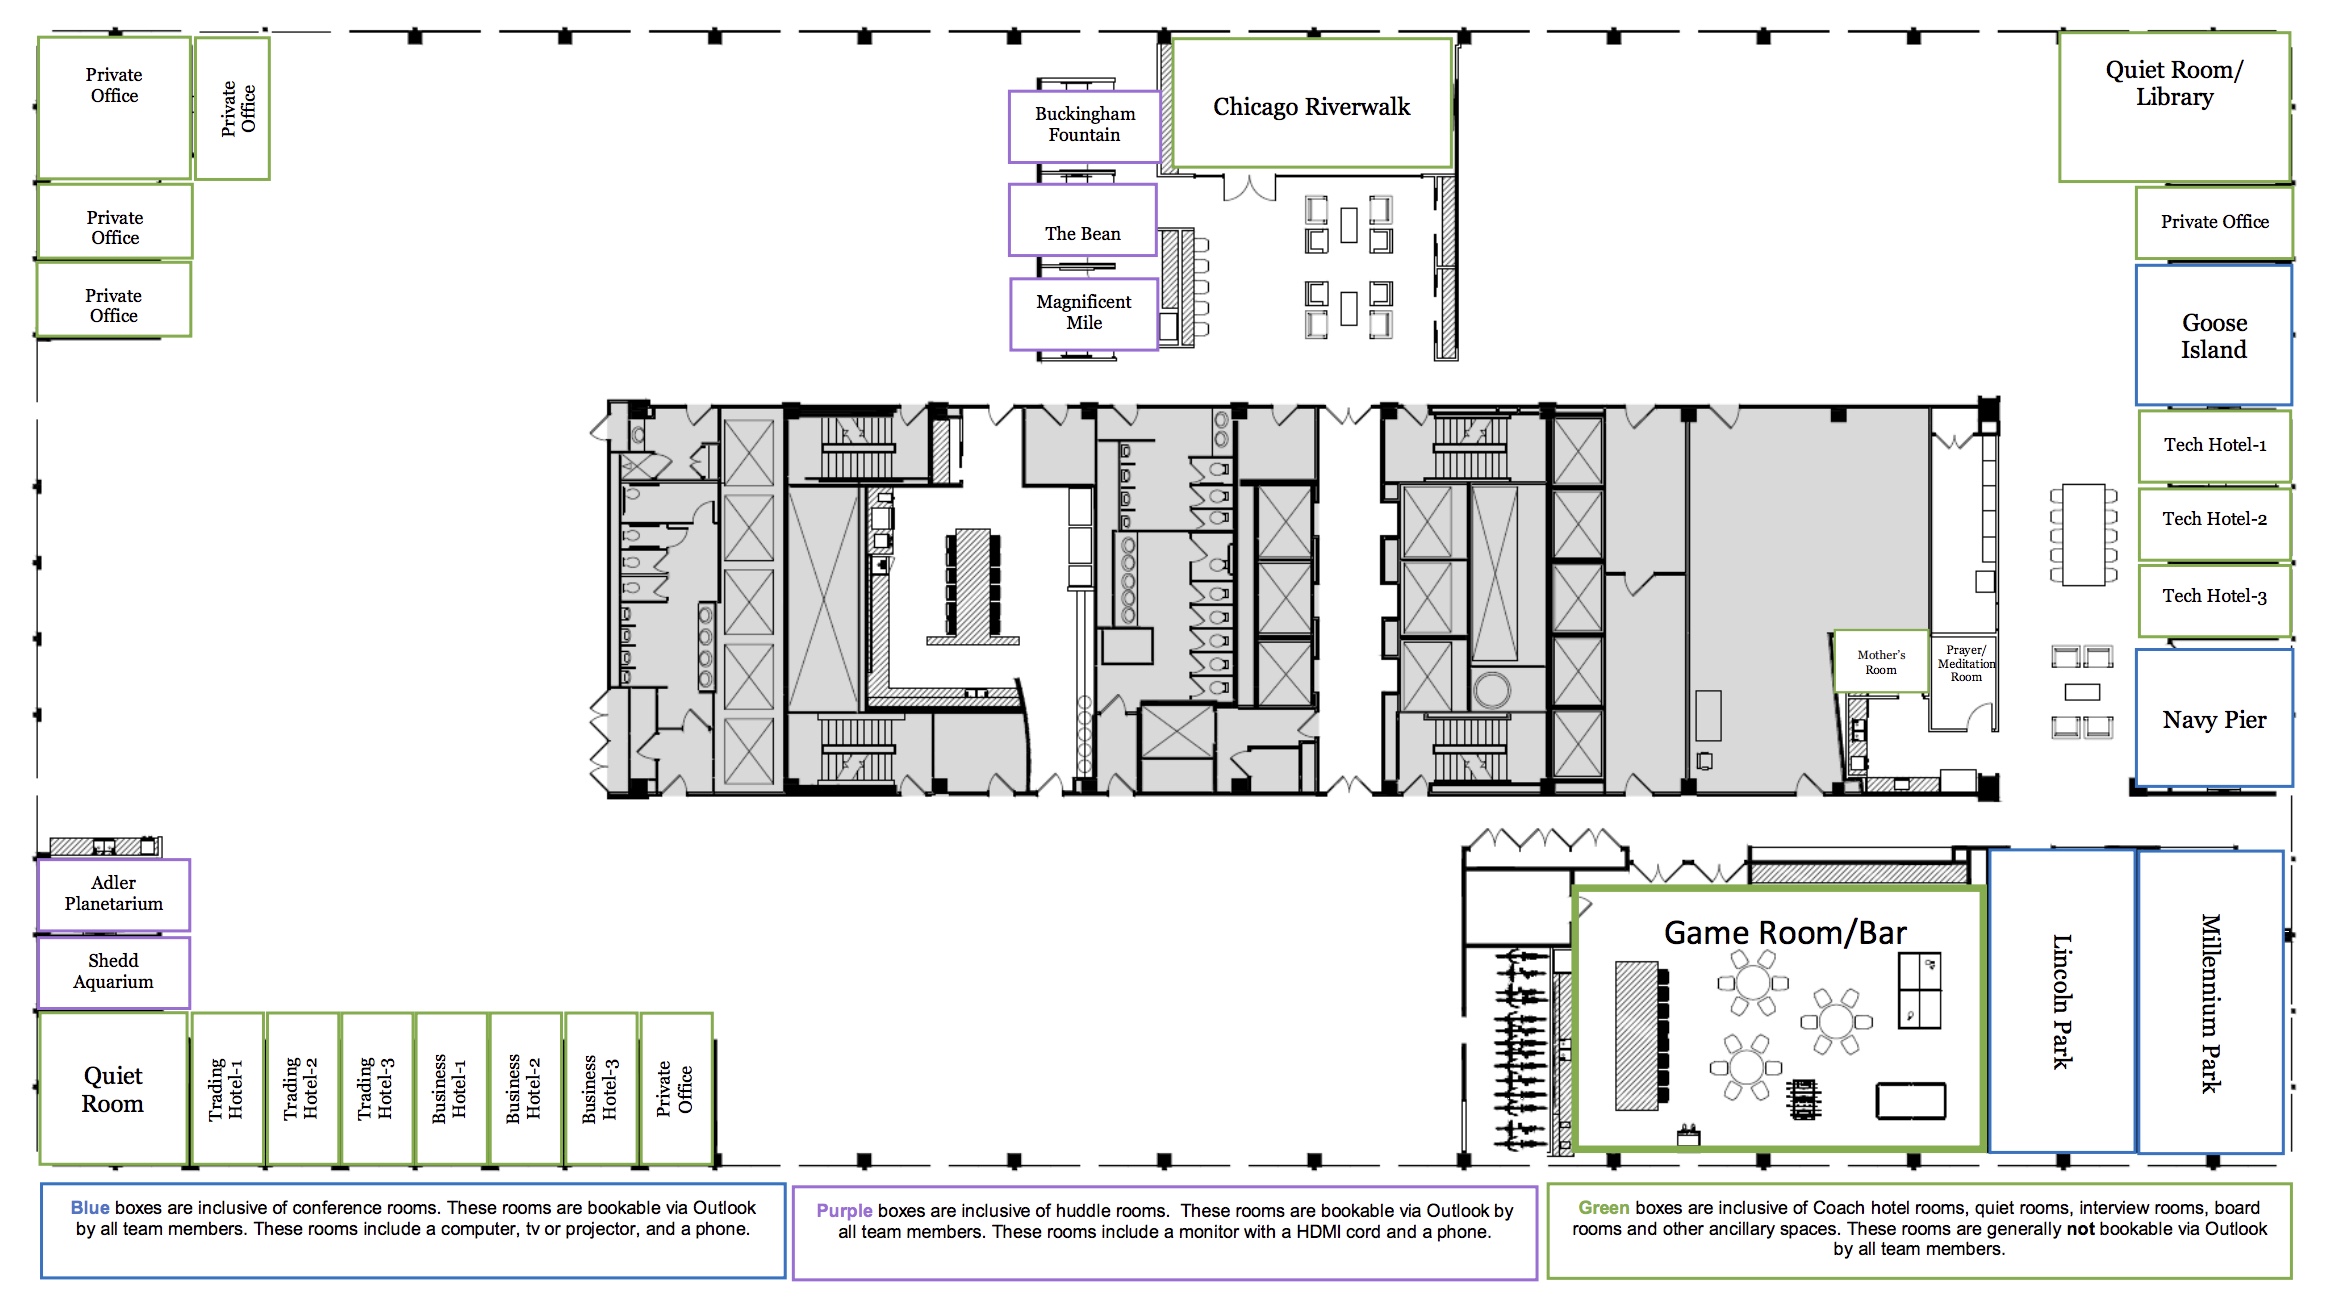 Private
Office
Private
Office
Private
Office
Private
Office
Buckingham
Fountain
The Bean
Magnificent
Mile
Chicago Riverwalk
Quiet Room/
Library
Private Office
Goose
Island
Tech Hotel-1
Tech Hotel-2
Tech Hotel-3
Navy Pier
Mother's
Room
Prayer/
Meditation
Room
Adler
Planetarium
Shedd
Aquarium
Quiet
Room
Trading
Hotel-1
Trading
Hotel-2
Trading
Hotel-3
Business
Hotel-1
Business
Hotel-2
Business
Hotel-3
Private
Office
Game Room/Bar
Lincoln Park
Millennium Park
Blue boxes are inclusive of conference rooms. These rooms are bookable via Outlook
by all team members. These rooms include a computer, tv or projector, and a phone.
Purple boxes are inclusive of huddle rooms. These rooms are bookable via Outlook by
all team members. These rooms include a monitor with a HDMI cord and a phone.
Green boxes are inclusive of Coach hotel rooms, quiet rooms, interview rooms, board
rooms and other ancillary spaces. These rooms are generally not bookable via Outlook
by all team members.